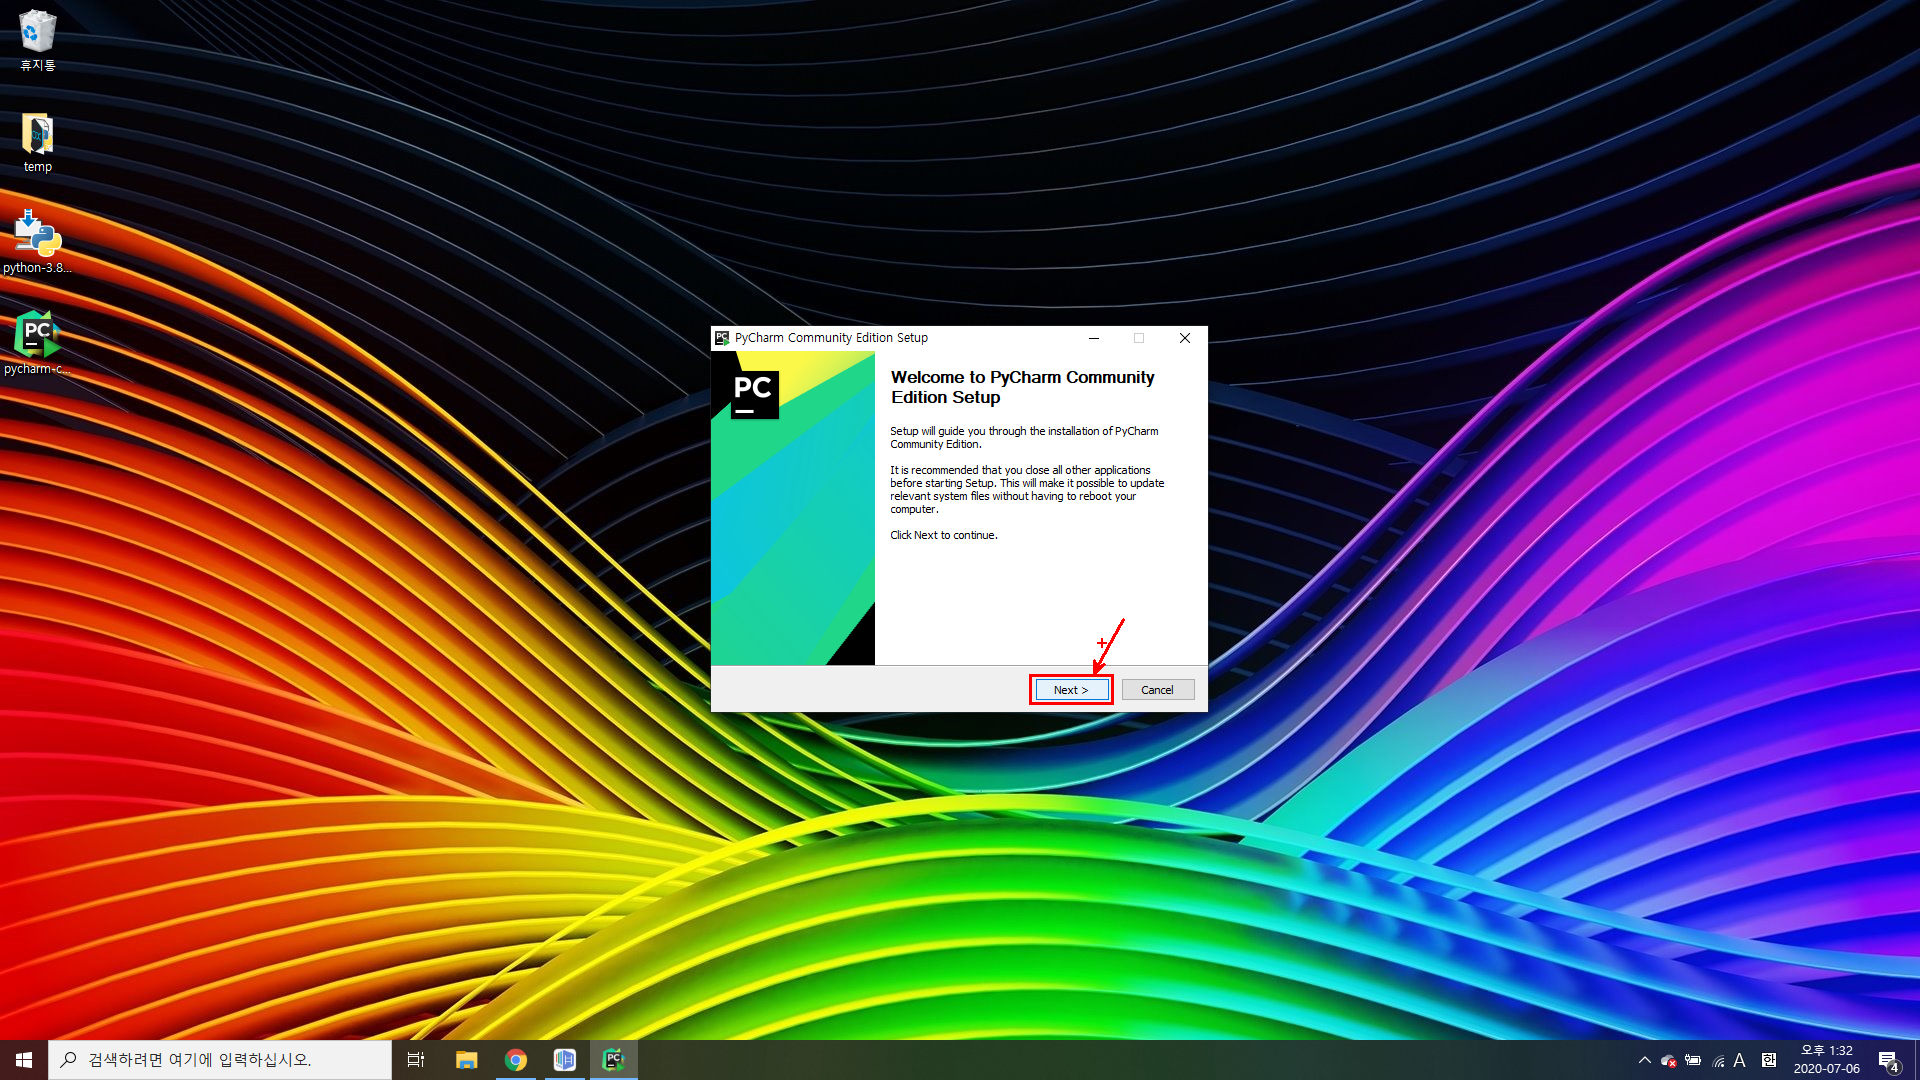 휴지통
temp
python-3.8...
PC
pycharm-c...
PC
PyCharm Community Edition Setup
PC
Welcome to PyCharm Community
Edition Setup
Setup will guide you through the installation of PyCharm
Community Edition.
It is recommended that you close all other applications
before starting Setup. This will make it possible to update
relevant system files without having to reboot your
computer.
Click Next to continue.
Next >
Cancel
검색하려면 여기에 입력하십시오.
PC
A
한
오후 1:32
2020-07-06
4